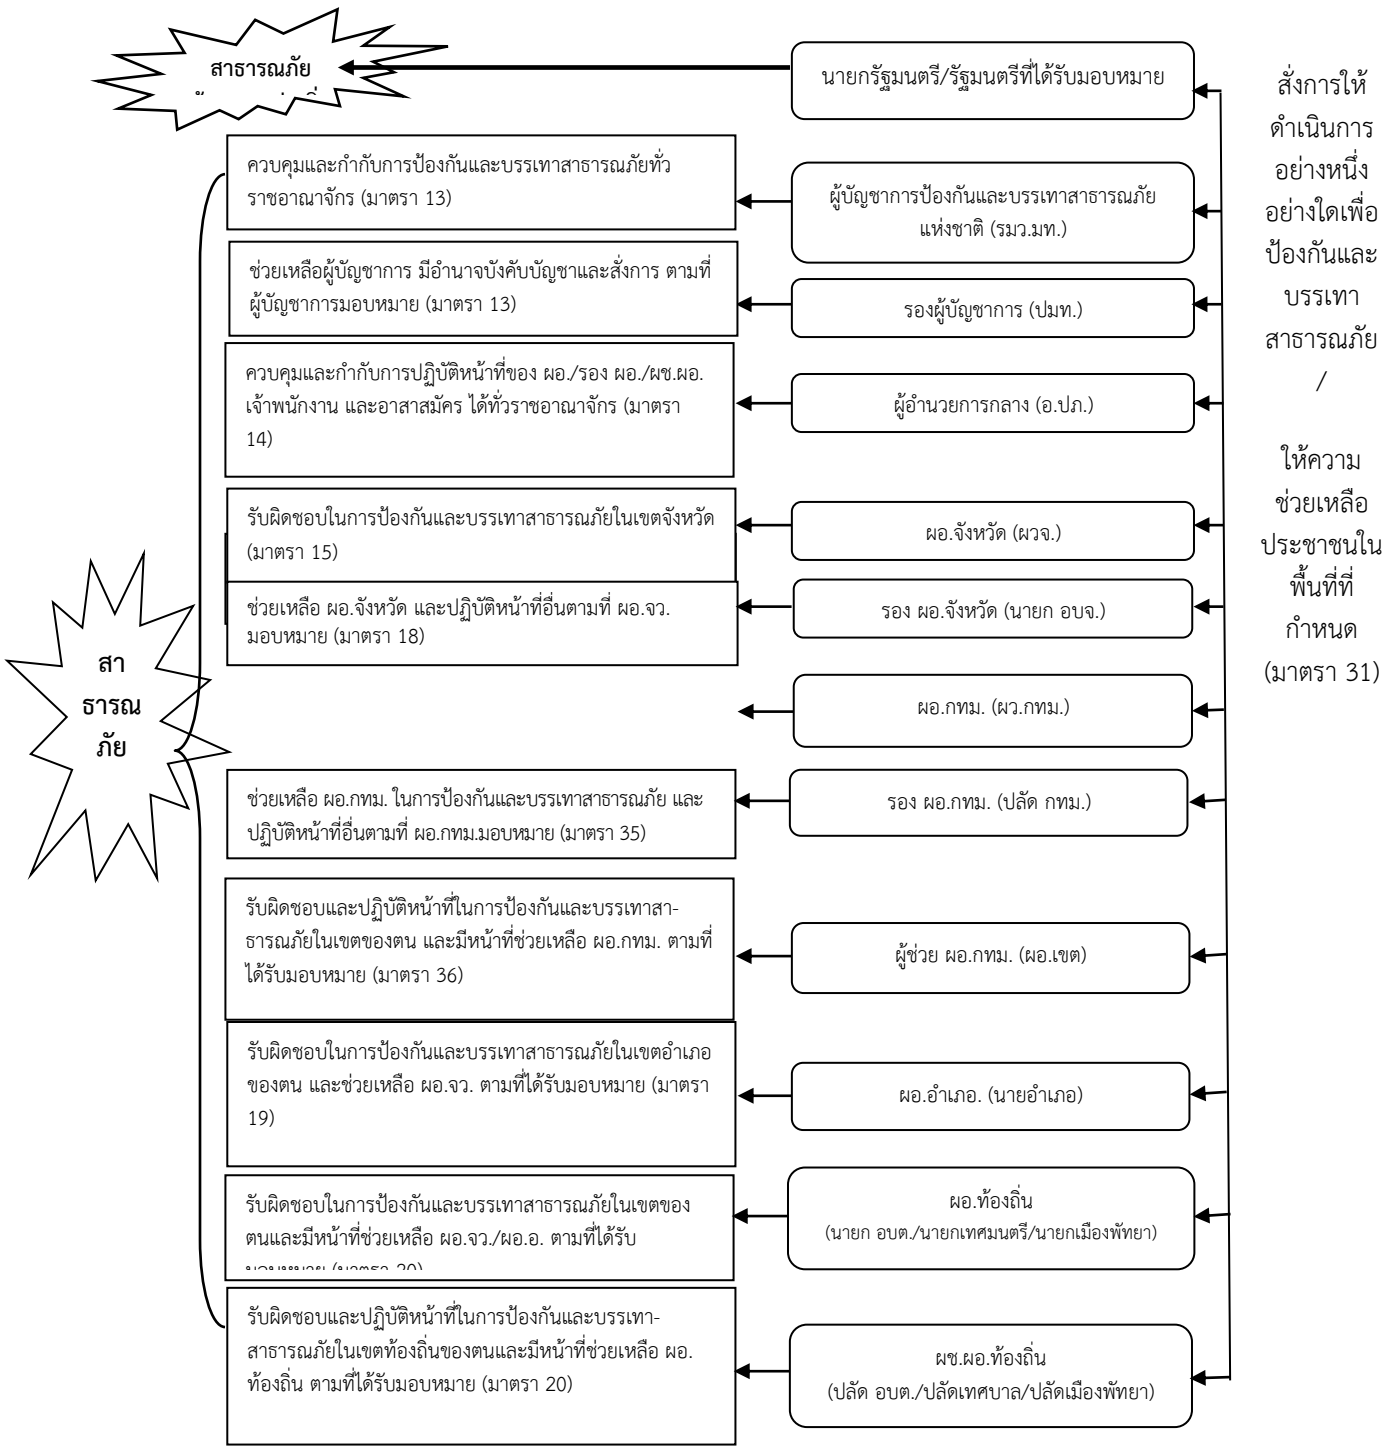 สาธารณภัย
นายกรัฐมนตรี/รัฐมนตรีที่ได้รับมอบหมาย
ควบคุมและกำกับการป้องกันและบรรเทาสาธารณภัยทั่ว
ราชอาณาจักร (มาตรา 13)
ผู้บัญชาการป้องกันและบรรเทาสาธารณภัย
แห่งชาติ (รมว.มท.)
ช่วยเหลือผู้บัญชาการ มีอำนาจบังคับบัญชาและสั่งการ ตามที่
ผู้บัญชาการมอบหมาย (มาตรา 13)
รองผู้บัญชาการ (ปมท.)
ควบคุมและกำกับการปฏิบัติหน้าที่ของ ผอ./รอง ผอ./ผช.ผอ.
เจ้าพนักงาน และอาสาสมัคร ได้ทั่วราชอาณาจักร (มาตรา
14)
ผู้อำนวยการกลาง (อ.ปภ.)
รับผิดชอบในการป้องกันและบรรเทาสาธารณภัยในเขตจังหวัด
(มาตรา 15)
ผอ.จังหวัด (ผวจ.)
ช่วยเหลือ ผอ.จังหวัด และปฏิบัติหน้าที่อื่นตามที่ ผอ.จว.
มอบหมาย (มาตรา 18)
รอง ผอ.จังหวัด (นายก อบจ.)
ผอ.กทม. (ผว.กทม.)
ช่วยเหลือ ผอ.กทม. ในการป้องกันและบรรเทาสาธารณภัย และ
ปฏิบัติหน้าที่อื่นตามที่ ผอ.กทม.มอบหมาย (มาตรา 35)
รอง ผอ.กทม. (ปลัด กทม.)
รับผิดชอบและปฏิบัติหน้าที่ในการป้องกันและบรรเทาสา-
ธารณภัยในเขตของตน และมีหน้าที่ช่วยเหลือ ผอ.กทม. ตามที่
ได้รับมอบหมาย (มาตรา 36)
ผู้ช่วย ผอ.กทม. (ผอ.เขต)
รับผิดชอบในการป้องกันและบรรเทาสาธารณภัยในเขตอำเภอ
ของตน และช่วยเหลือ ผอ.จว. ตามที่ได้รับมอบหมาย (มาตรา
19)
ผอ.อำเภอ. (นายอำเภอ)
รับผิดชอบในการป้องกันและบรรเทาสาธารณภัยในเขตของ
ตนและมีหน้าที่ช่วยเหลือ ผอ.จว./ผอ.อ. ตามที่ได้รับ
มอบหมาย (มาตรา 20)
ผอ.ท้องถิ่น
(นายก อบต./นายกเทศมนตรี/นายกเมืองพัทยา)
รับผิดชอบและปฏิบัติหน้าที่ในการป้องกันและบรรเทา-
สาธารณภัยในเขตท้องถิ่นของตนและมีหน้าที่ช่วยเหลือ ผอ.
ท้องถิ่น ตามที่ได้รับมอบหมาย (มาตรา 20)
ผช.ผอ.ท้องถิ่น
(ปลัด อบต./ปลัดเทศบาล/ปลัดเมืองพัทยา)
สา
ธารณ
ภัย
สั่งการให้
ดำเนินการ
อย่างหนึ่ง
อย่างใดเพื่อ
ป้องกันและ
บรรเทา
สาธารณภัย
/
ให้ความ
ช่วยเหลือ
ประชาชนใน
พื้นที่ที่
กำหนด
(มาตรา 31)